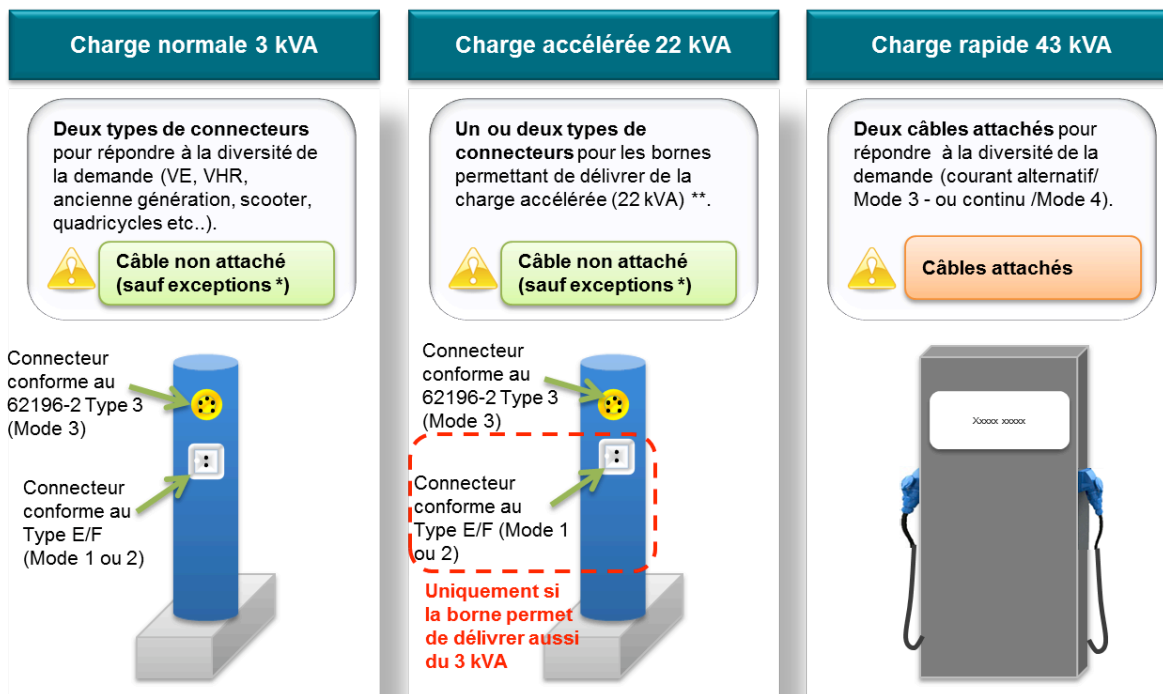 Charge normale 3 kVA
Deux types de connecteurs
pour répondre à la diversité de
la demande (VE, VHR,
ancienne génération, scooter,
quadricycles etc..).
Câble non attaché
(sauf exceptions *)
Connecteur
conforme au
62196-2 Type 3
(Mode 3)
Connecteur
conforme au
Type E/F
(Mode 1 ou 2)
Charge accélérée 22 kVA
Un ou deux types de
connecteurs pour les bornes
permettant de délivrer de la
charge accélérée (22 kVA) **.
Câble non attaché
(sauf exceptions *)
Connecteur
conforme au
62196-2 Type 3
(Mode 3)
Connecteur
conforme au
Type E/F (Mode 1
ou 2)
Uniquement si
la borne permet
de délivrer aussi
du 3 kVA
Charge rapide 43 kVA
Deux câbles attachés pour
répondre à la diversité de la
demande (courant alternatif/
Mode 3 - ou continu /Mode 4).
Câbles attachés
Xxxxx xxxxx